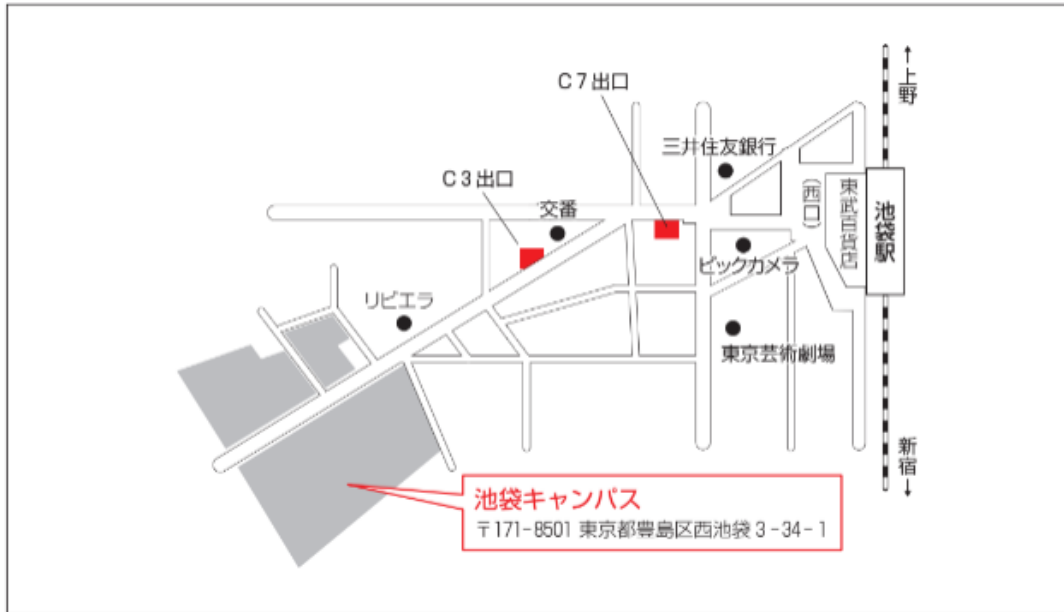 ↑上野
C7出口
三井住友銀行
C3出口
交番
(西口)
東武百貨店
池袋駅
ビックカメラ
リビエラ
東京芸術劇場
新宿↓
池袋キャンパス
〒171-8501 東京都豊島区西池袋3-34-1